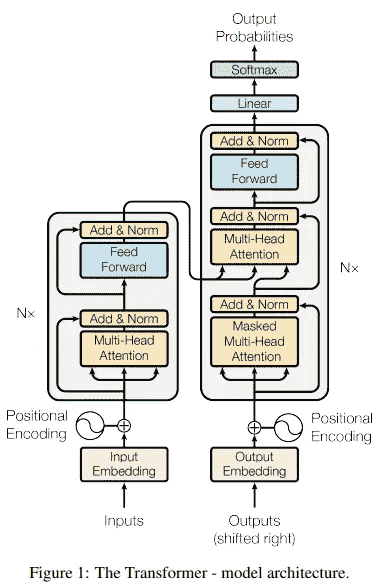 Output
Probabilities
Softmax
Linear
Add & Norm
Feed
Forward
Add & Norm
Multi-Head
Attention
Add & Norm
Masked
Multi-Head
Attention
Nx
Add & Norm
Feed
Forward
Add & Norm
Multi-Head
Attention
Nx
Positional
Encoding
Positional
Encoding
Input
Embedding
Output
Embedding
Inputs
Outputs
(shifted right)
Figure 1: The Transformer - model architecture.